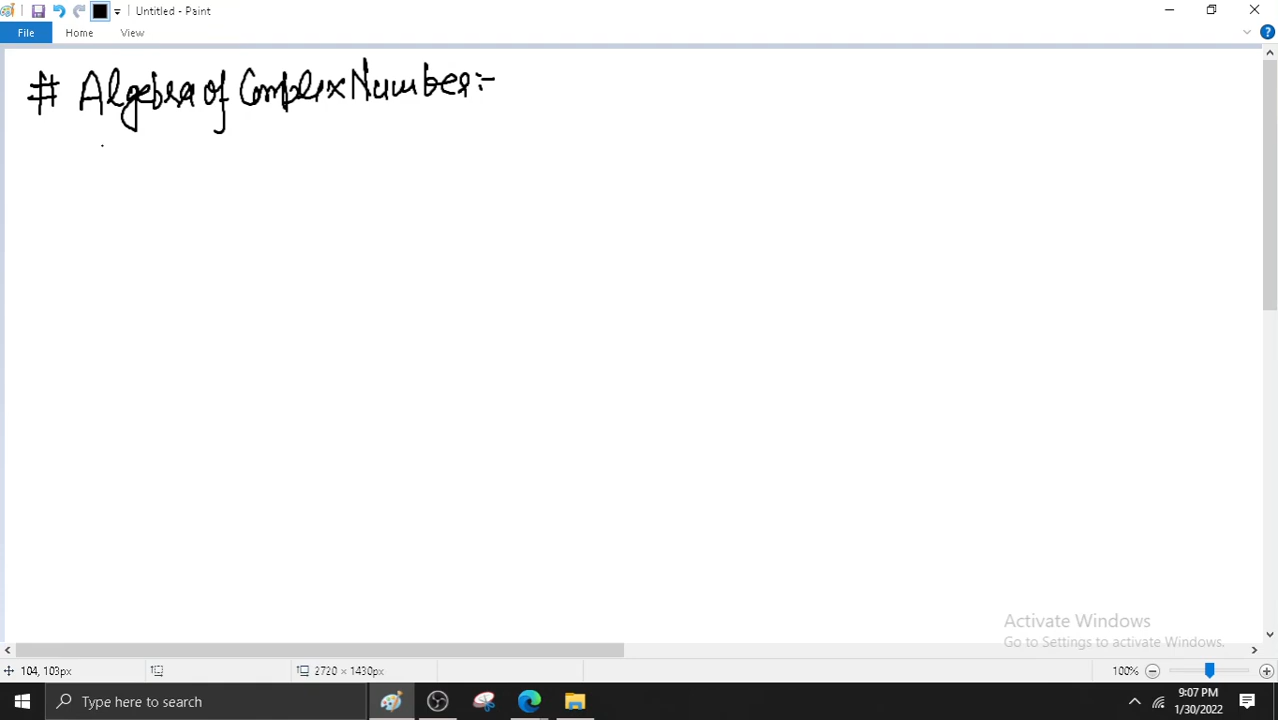 Untitled - Paint
File Home View
# Algebra of Complex Number:-
Activate Windows
Go to Settings to activate Windows.
104, 103px
2720 × 1430px
100%
Type here to search
9:07 PM
1/30/2022